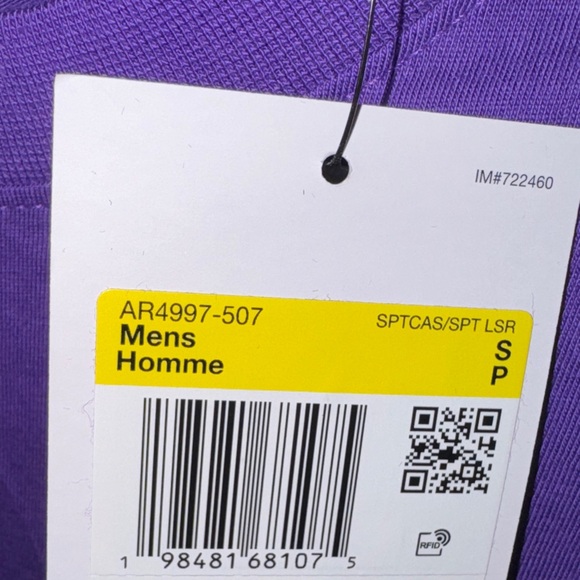 IM#722460
AR4997-507
SPTCAS/SPT LSR
Mens
S
Homme
P
1 98481 68107 5
RFID